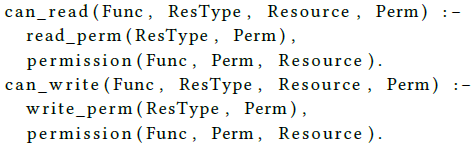 can_read(Func, ResType, Resource, Perm) :-
  read_perm(ResType, Perm),
  permission(Func, Perm, Resource).
can_write(Func, ResType, Resource, Perm) :-
  write_perm(ResType, Perm),
  permission(Func, Perm, Resource).